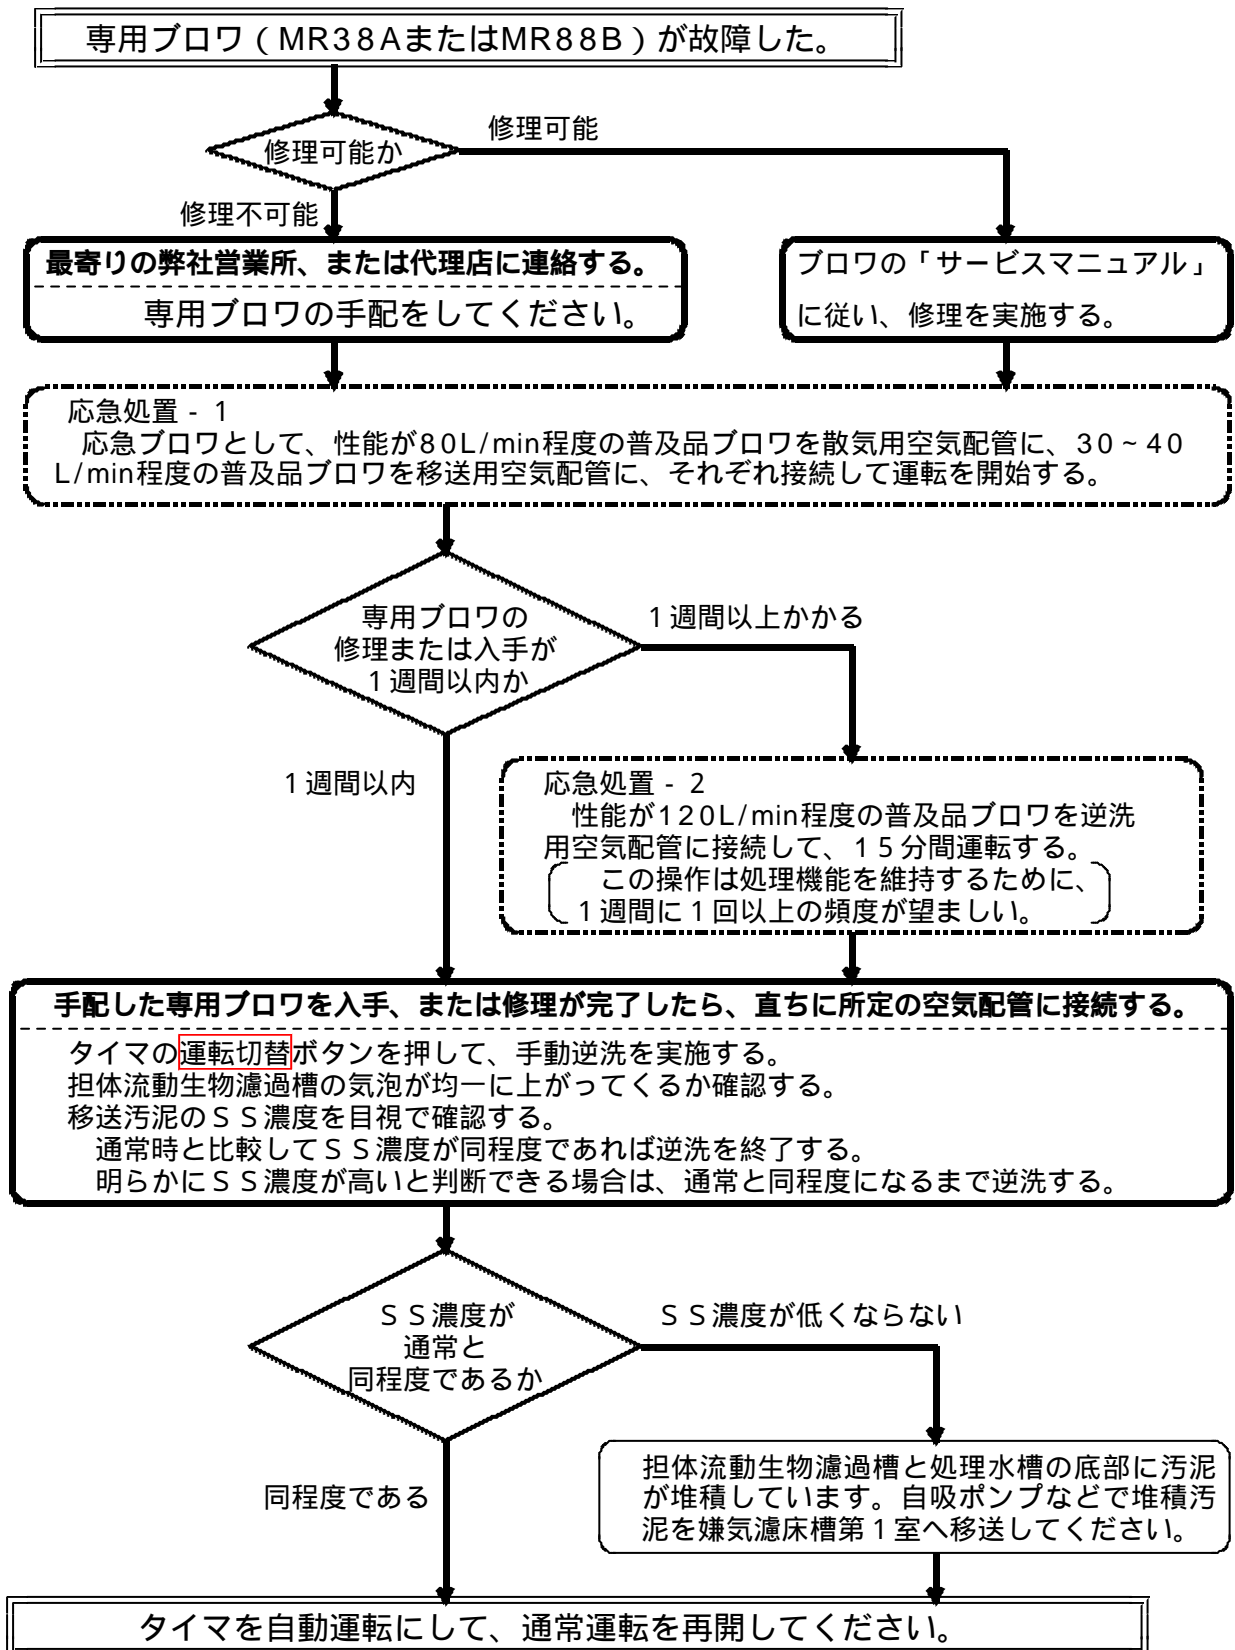 専用ブロワ（MR38AまたはMR88B）が故障した。
修理可能か
修理可能
修理不可能
最寄りの弊社営業所、または代理店に連絡する。
専用ブロワの手配をしてください。
ブロワの「サービスマニュアル」
に従い、修理を実施する。
応急処置 - 1
応急ブロワとして、性能が80L/min程度の普及品ブロワを散気用空気配管に、30~40
L/min程度の普及品ブロワを移送用空気配管に、それぞれ接続して運転を開始する。
専用ブロワの
修理または入手が
1週間以内か
1週間以上かかる
1週間以内
応急処置 - 2
性能が120L/min程度の普及品ブロワを逆洗
用空気配管に接続して、15分間運転する。
この操作は処理機能を維持するために、
1週間に1回以上の頻度が望ましい。
手配した専用ブロワを入手、または修理が完了したら、直ちに所定の空気配管に接続する。
タイマの運転切替ボタンを押して、手動逆洗を実施する。
担体流動生物濾過槽の気泡が均一に上がってくるか確認する。
移送汚泥のSS濃度を目視で確認する。
通常時と比較してSS濃度が同程度であれば逆洗を終了する。
明らかにSS濃度が高いと判断できる場合は、通常と同程度になるまで逆洗する。
SS濃度が
通常と
同程度であるか
SS濃度が低くならない
同程度である
担体流動生物濾過槽と処理水槽の底部に汚泥
が堆積しています。自吸ポンプなどで堆積汚
泥を嫌気濾床槽第1室へ移送してください。
タイマを自動運転にして、通常運転を再開してください。